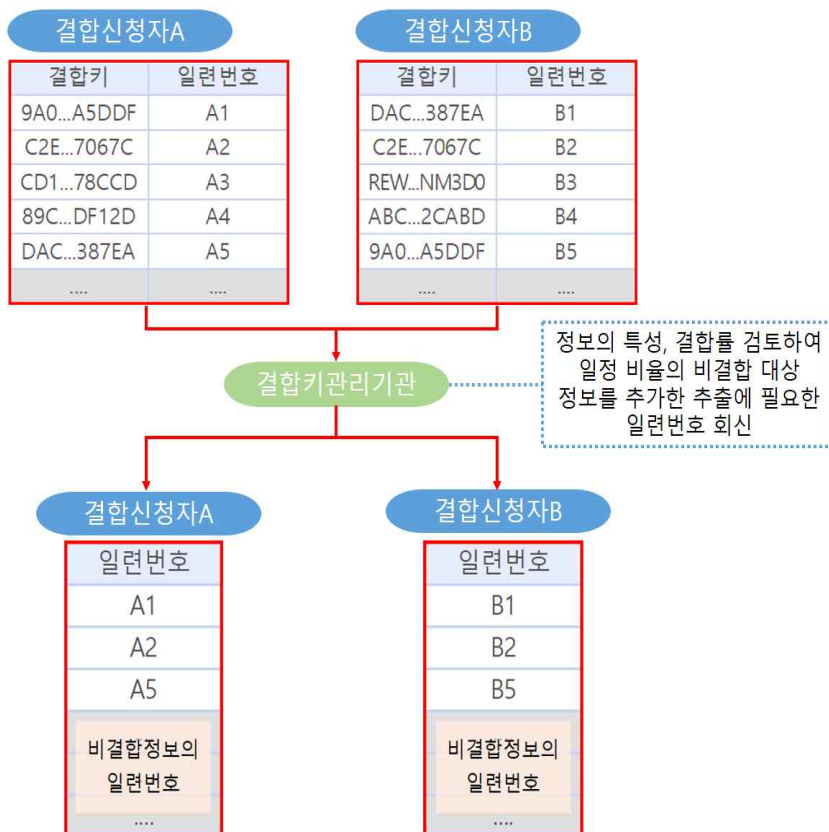 결합신청자A
결합신청자B
결합키 일련번호
9A0...A5DDF A1
C2E...7067C A2
CD1...78CCD A3
89C...DF12D A4
DAC...387EA A5
.... ....
결합키 일련번호
DAC...387EA B1
C2E...7067C B2
REW...NM3D0 B3
ABC...2CABD B4
9A0...A5DDF B5
.... ....
결합키관리기관
정보의 특성, 결합률 검토하여
일정 비율의 비결합 대상
정보를 추가한 추출에 필요한
일련번호 회신
결합신청자A
일련번호
A1
A2
A5
비결합정보의
일련번호
....
결합신청자B
일련번호
B1
B2
B5
비결합정보의
일련번호
....